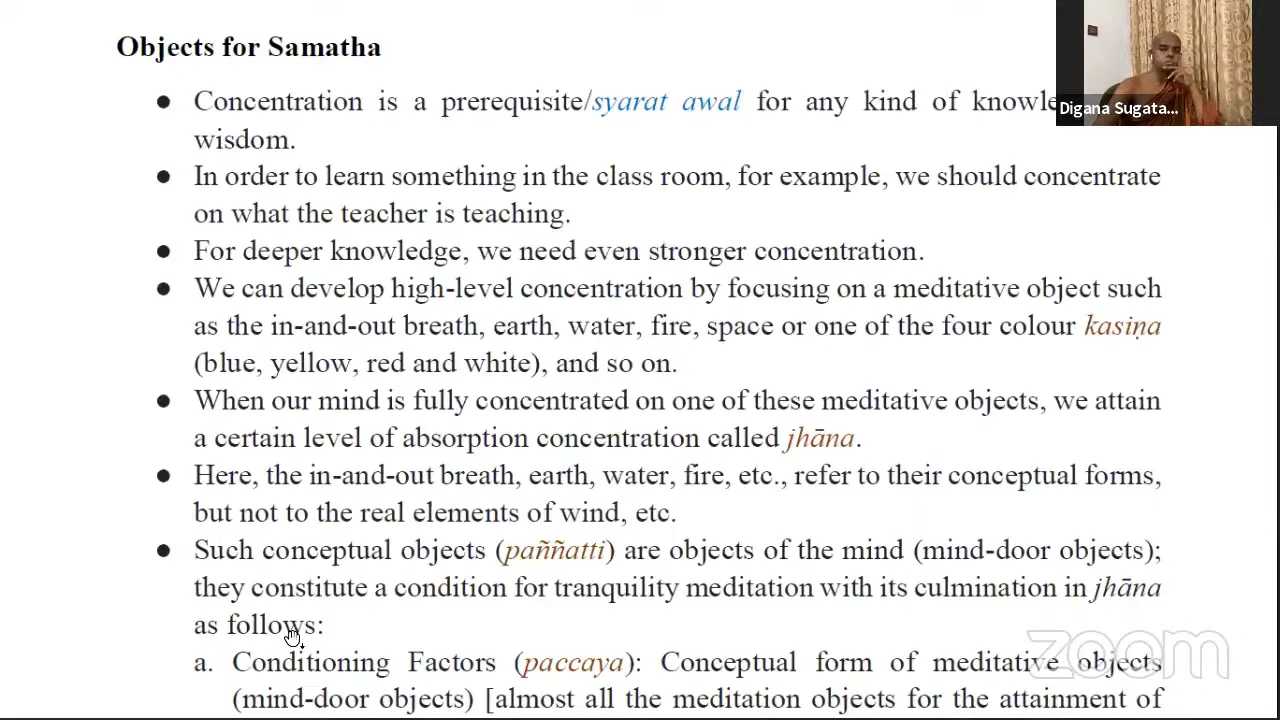 Objects for Samatha
● Concentration is a prerequisite/syarat awal for any kind of
wisdom.
● In order to learn something in the class room, for example, we should concentrate
on what the teacher is teaching.
● For deeper knowledge, we need even stronger concentration.
● We can develop high-level concentration by focusing on a meditative object such
as the in-and-out breath, earth, water, fire, space or one of the four colour kasiṇa
(blue, yellow, red and white), and so on.
● When our mind is fully concentrated on one of these meditative objects, we attain
a certain level of absorption concentration called jhāna.
● Here, the in-and-out breath, earth, water, fire, etc., refer to their conceptual forms,
but not to the real elements of wind, etc.
● Such conceptual objects (paññatti) are objects of the mind (mind-door objects);
they constitute a condition for tranquility meditation with its culmination in jhāna
as follows:
a. Conditioning Factors (paccaya): Conceptual form of meditative objects
(mind-door objects) [almost all the meditation objects for the attainment of
Digana Sugata...
zoom